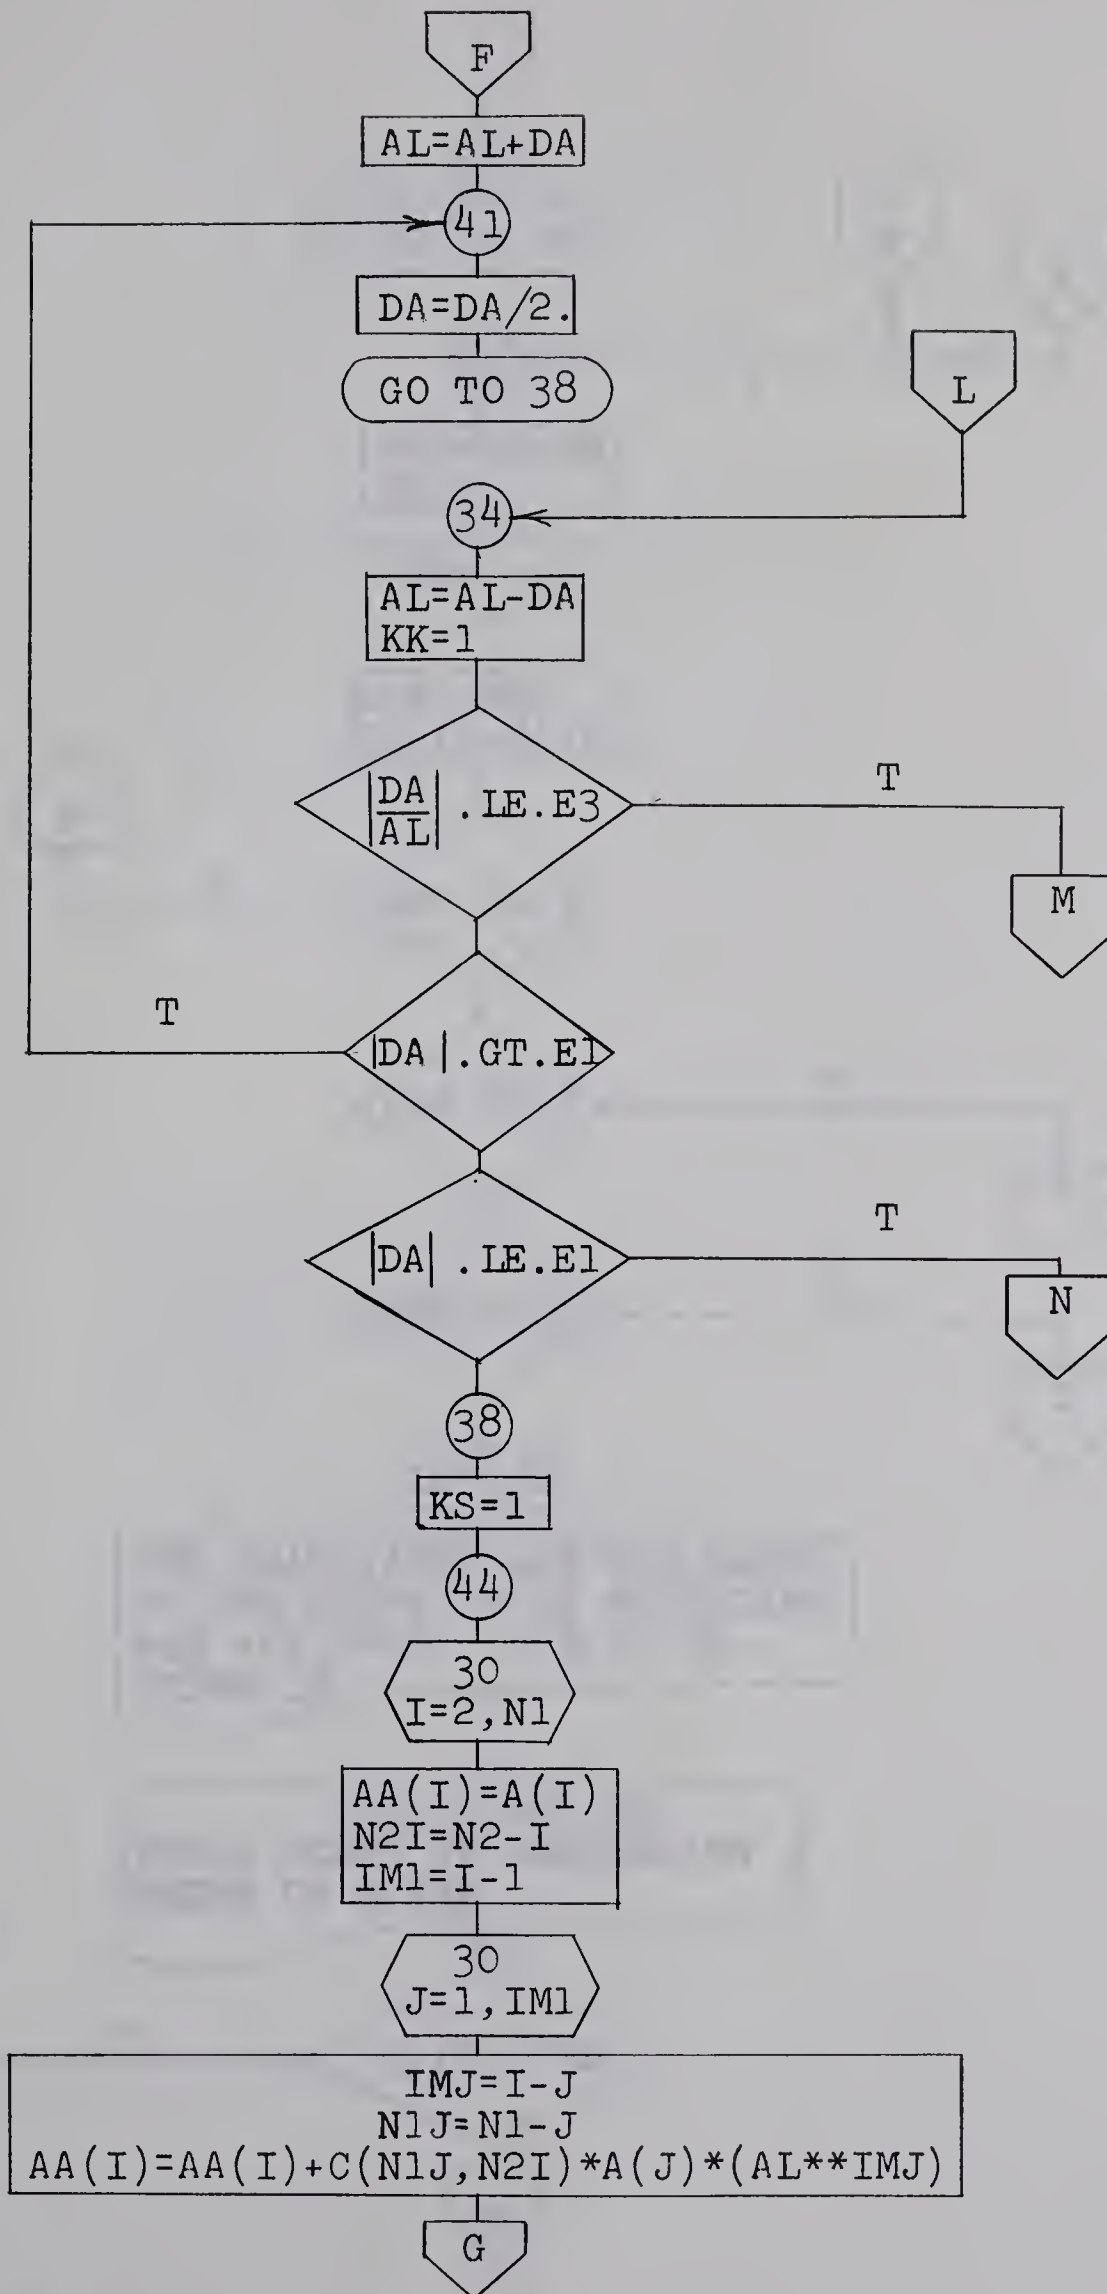 F
AL=AL+DA
41
DA=DA/2.
GO TO 38
L
34
AL=AL-DA
KK=1
|DA/AL| .LE.E3
T
M
T
|DA|.GT.E1
|DA| .LE.E1
T
N
38
KS=1
44
30
I=2,N1
AA(I)=A(I)
N2I=N2-I
IM1=I-1
30
J=1,IM1
IMJ=I-J
N1J=N1-J
AA(I)=AA(I)+C(N1J,N2I)*A(J)*(AL**IMJ)
G